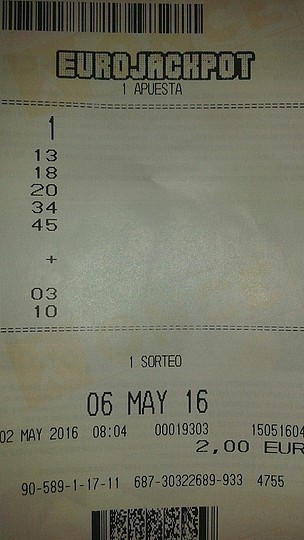 EUROJACKPOT
1 APUESTA
1
13
18
20
34
45
+
03
10
1 SORTEO
06 MAY 16
02 MAY 2016 08:04 00019303 15051604
2,00 EUR
90-589-1-17-11 687-30322689-933 4755